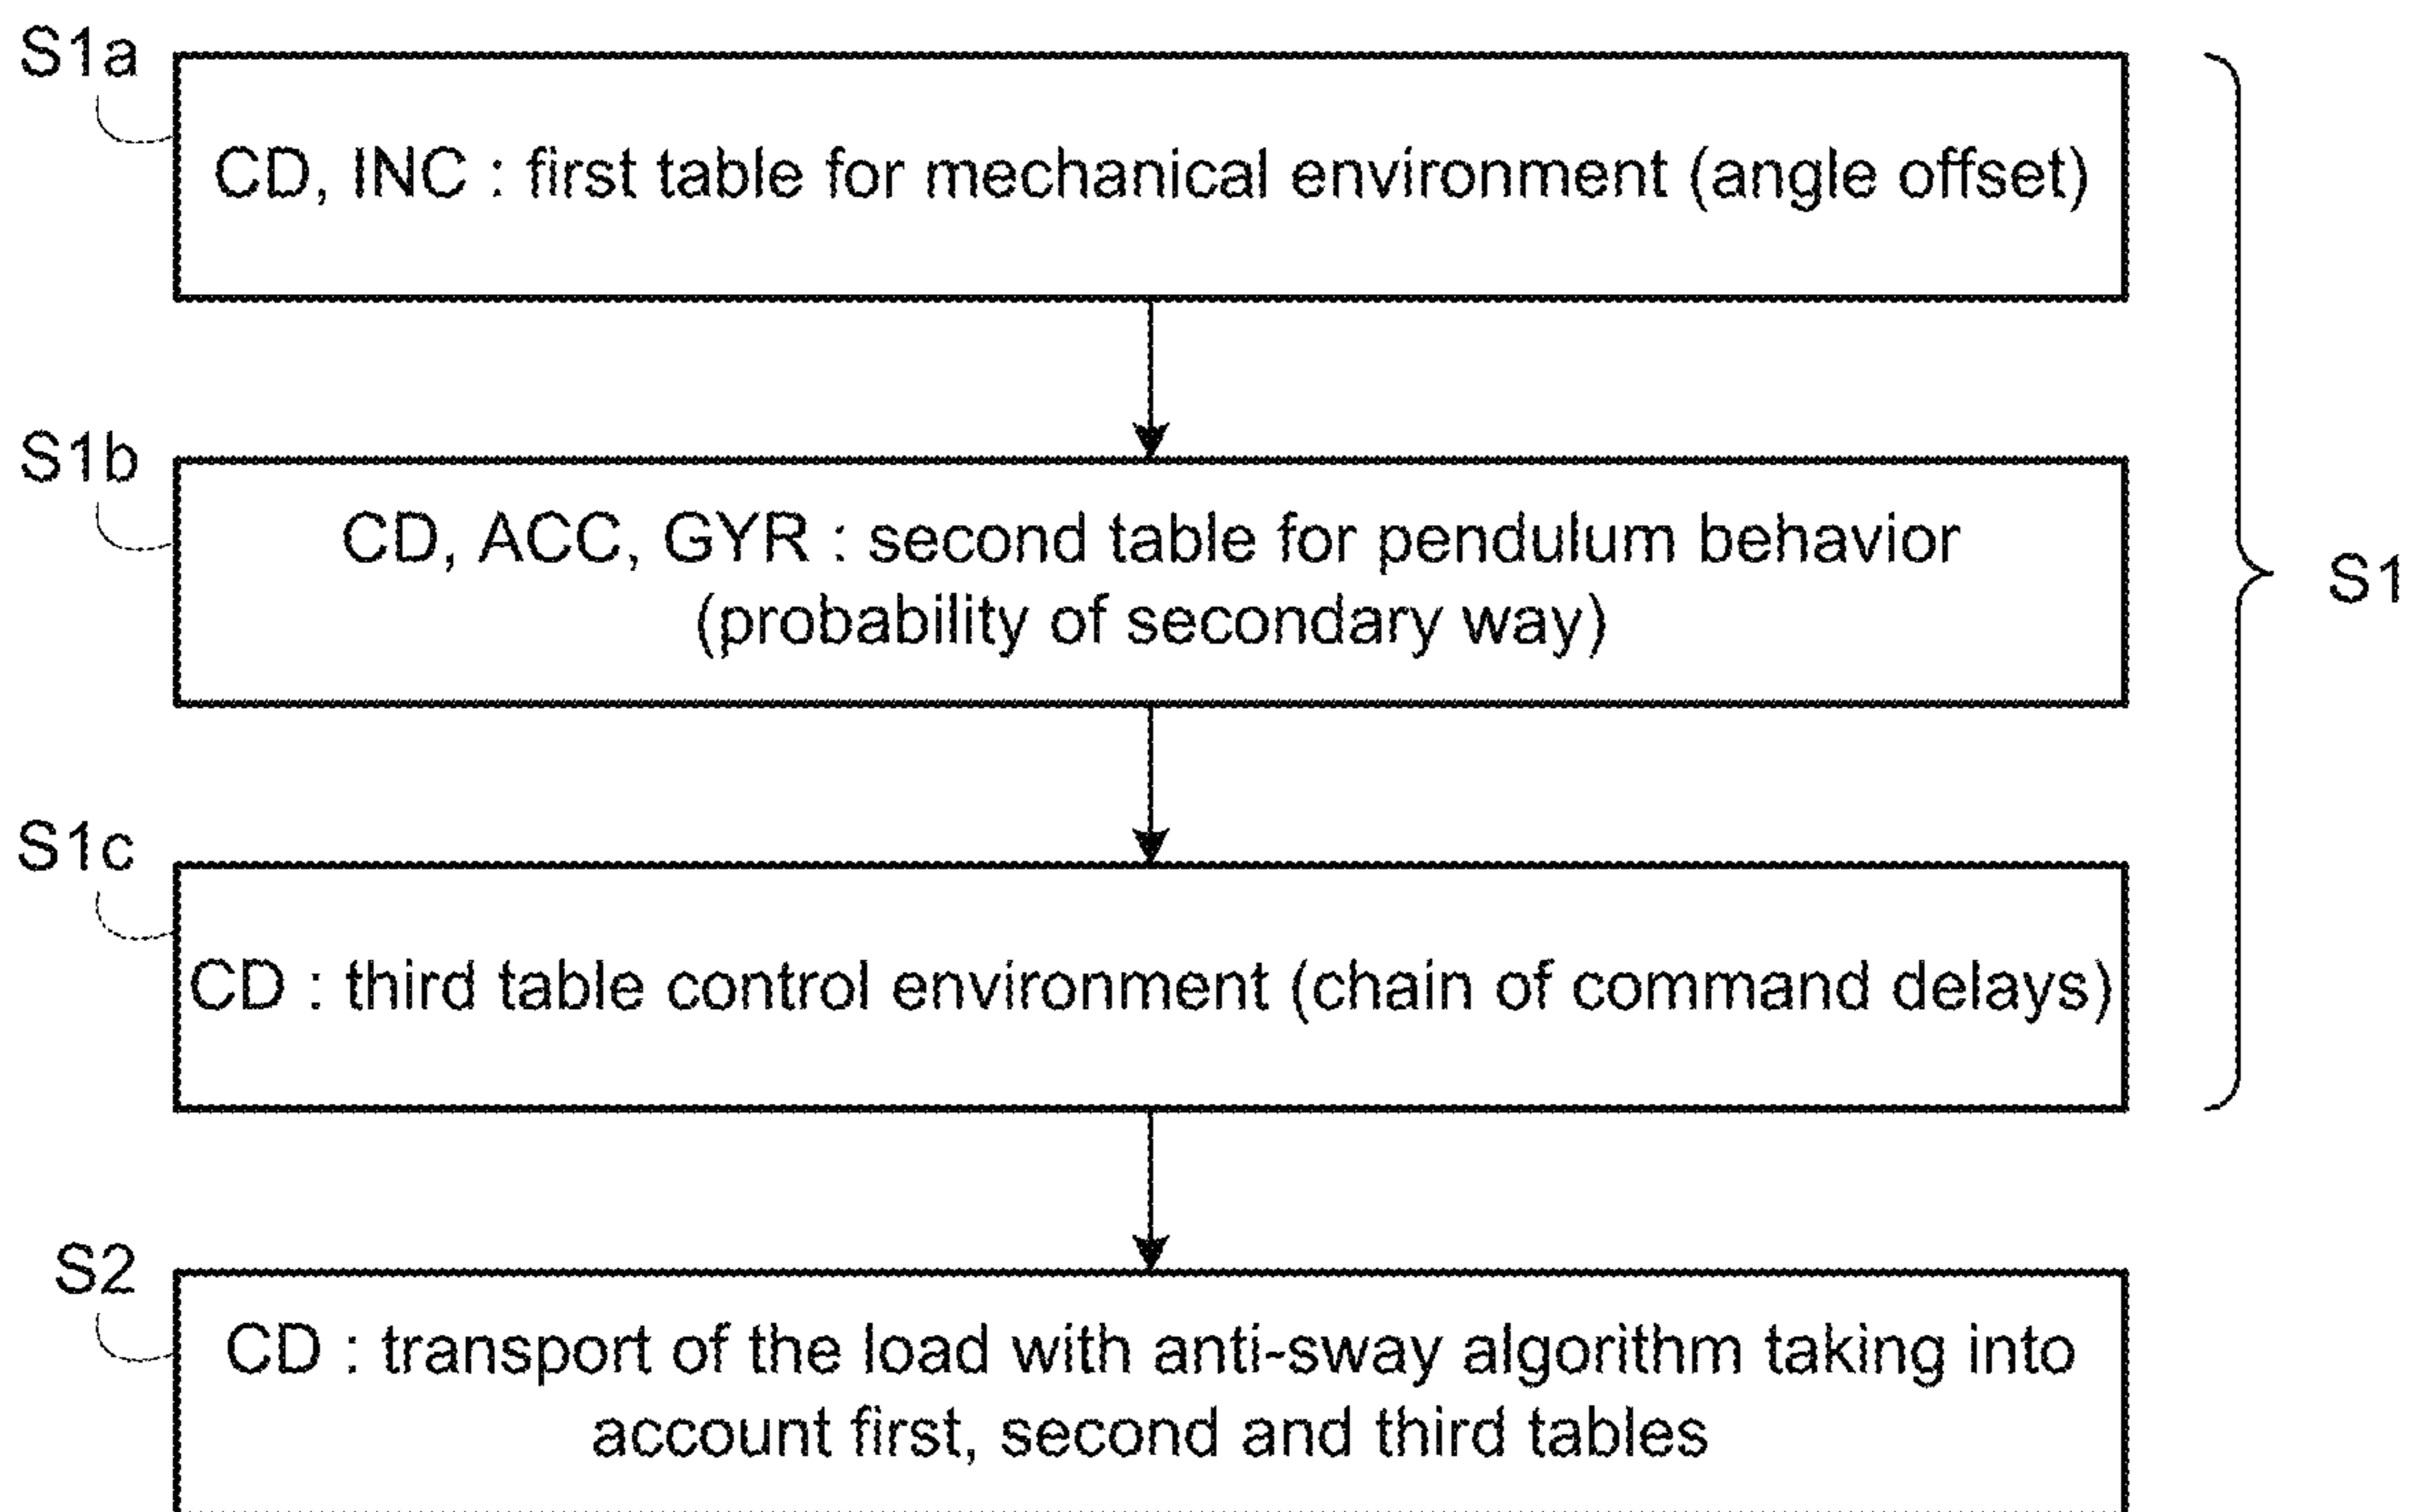 S1a
CD, INC : first table for mechanical environment (angle offset)
S1b
CD, ACC, GYR : second table for pendulum behavior
(probability of secondary way)
S1
S1c
CD : third table control environment (chain of command delays)
S2
CD : transport of the load with anti-sway algorithm taking into
account first, second and third tables